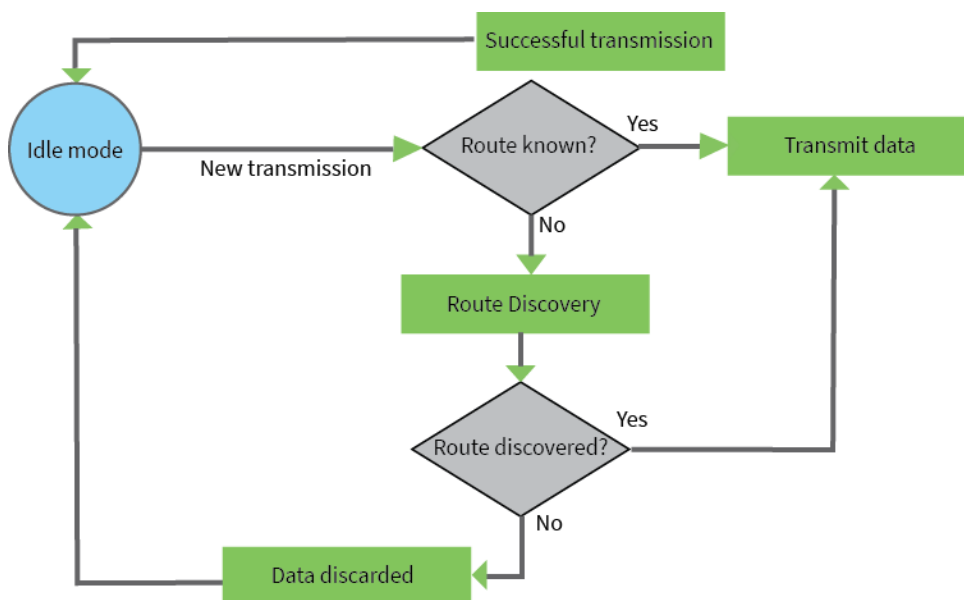 Successful transmission
Idle mode
New transmission
Route known?
Yes
Transmit data
No
Route Discovery
Route discovered?
Yes
No
Data discarded